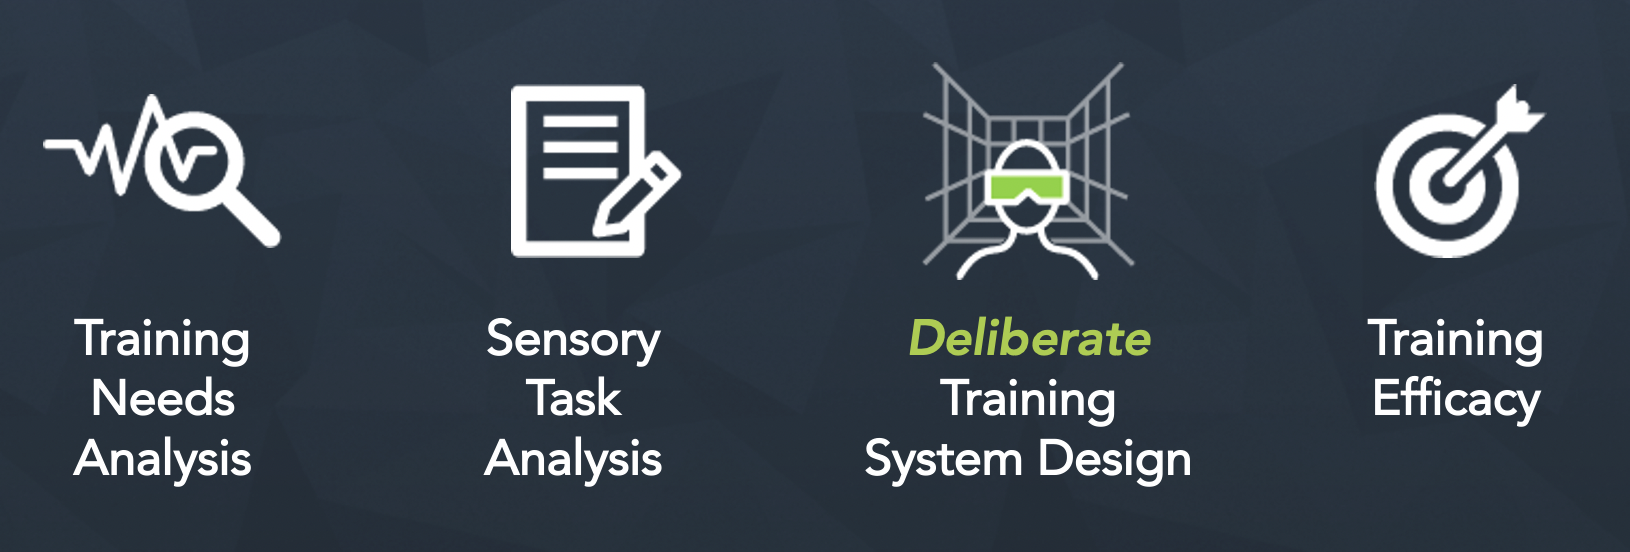 Training
Needs
Analysis
Sensory
Task
Analysis
Deliberate
Training
System Design
Training
Efficacy